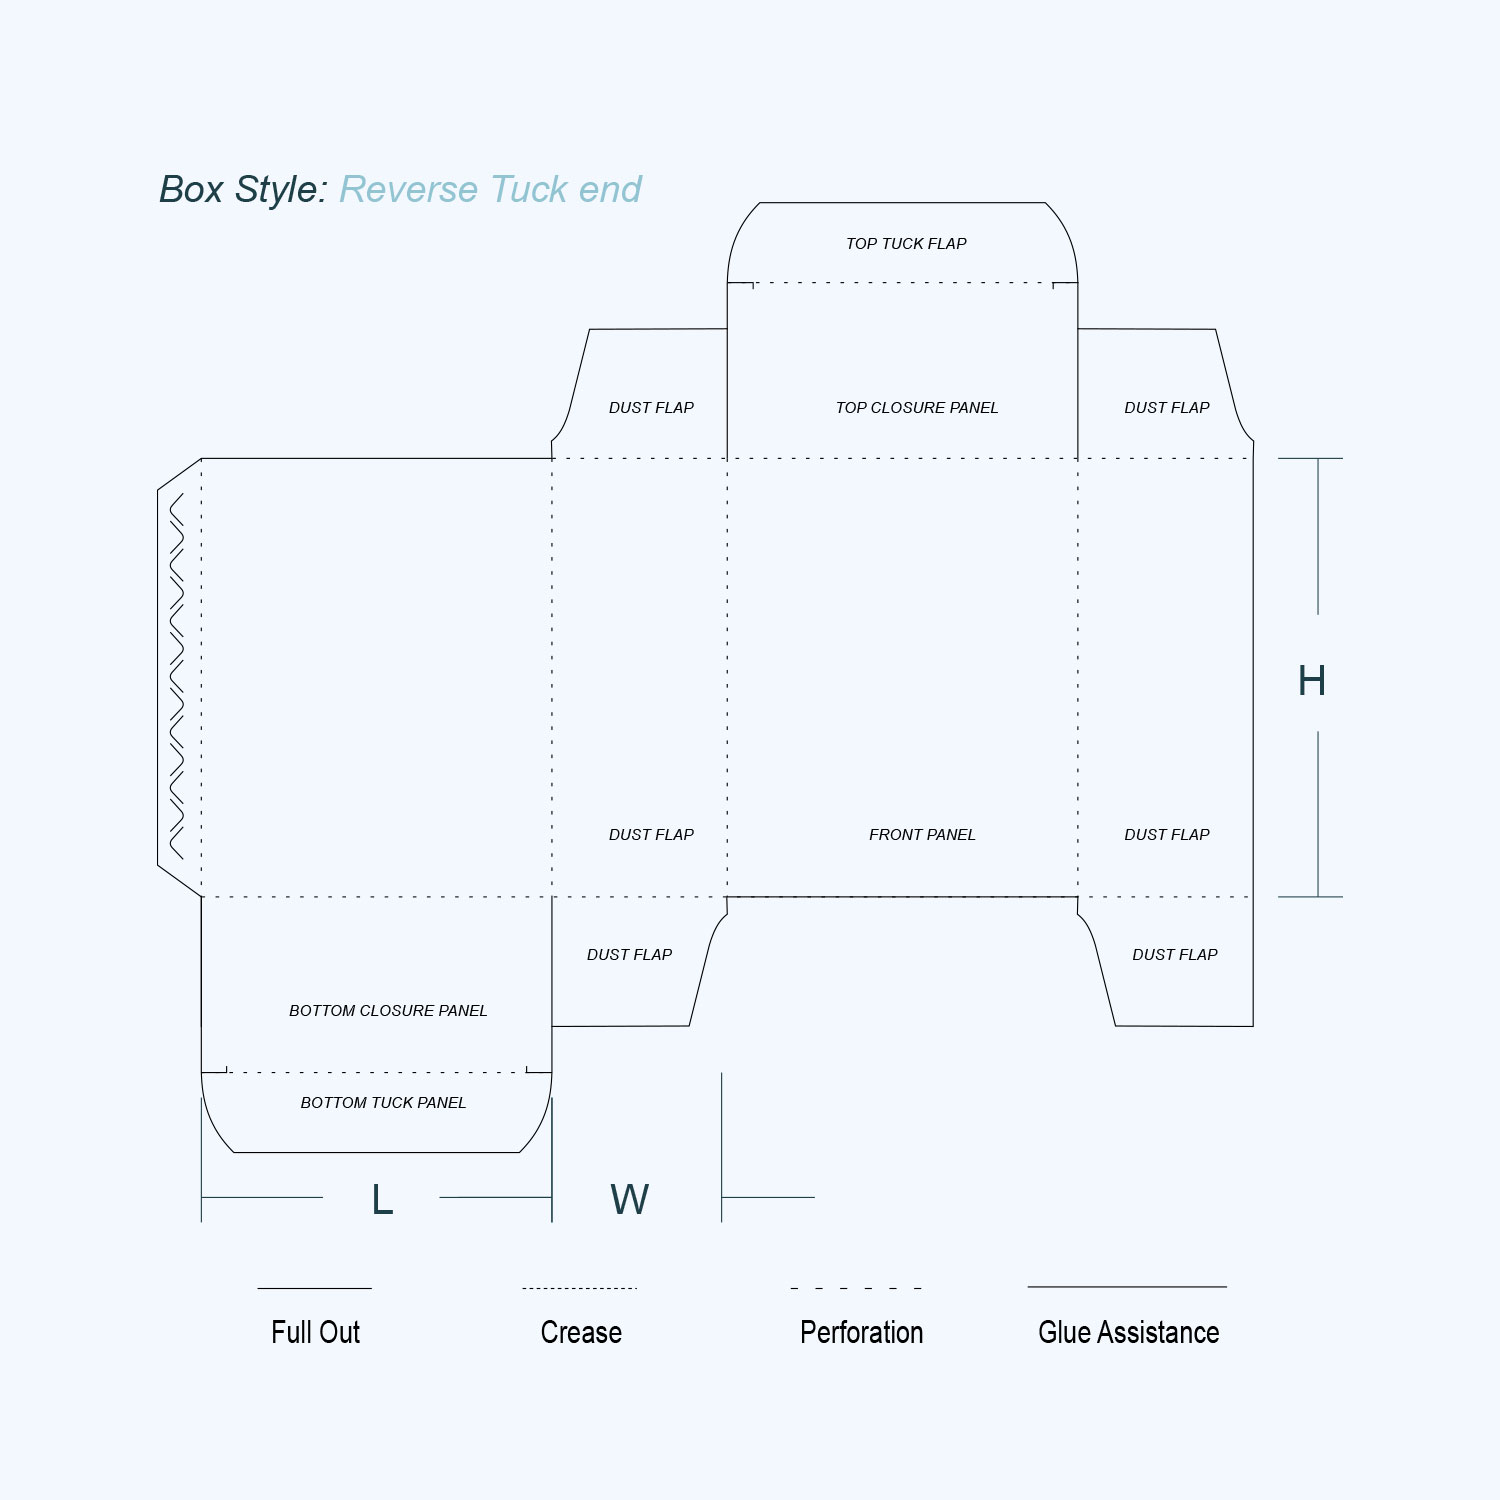 Box Style: Reverse Tuck end
TOP TUCK FLAP
DUST FLAP
TOP CLOSURE PANEL
DUST FLAP
H
DUST FLAP
FRONT PANEL
DUST FLAP
DUST FLAP
DUST FLAP
BOTTOM CLOSURE PANEL
BOTTOM TUCK PANEL
L
W
Full Out
Crease
Perforation
Glue Assistance